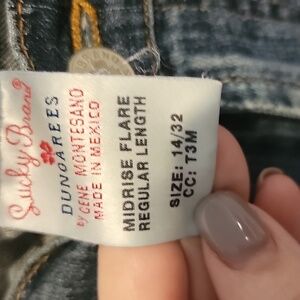 Lucky Brand
DUNGAREES
BY GENE MONTESANO
MADE IN MEXICO
MIDRISE FLARE
REGULAR LENGTH
SIZE: 14/32
CC: T3M